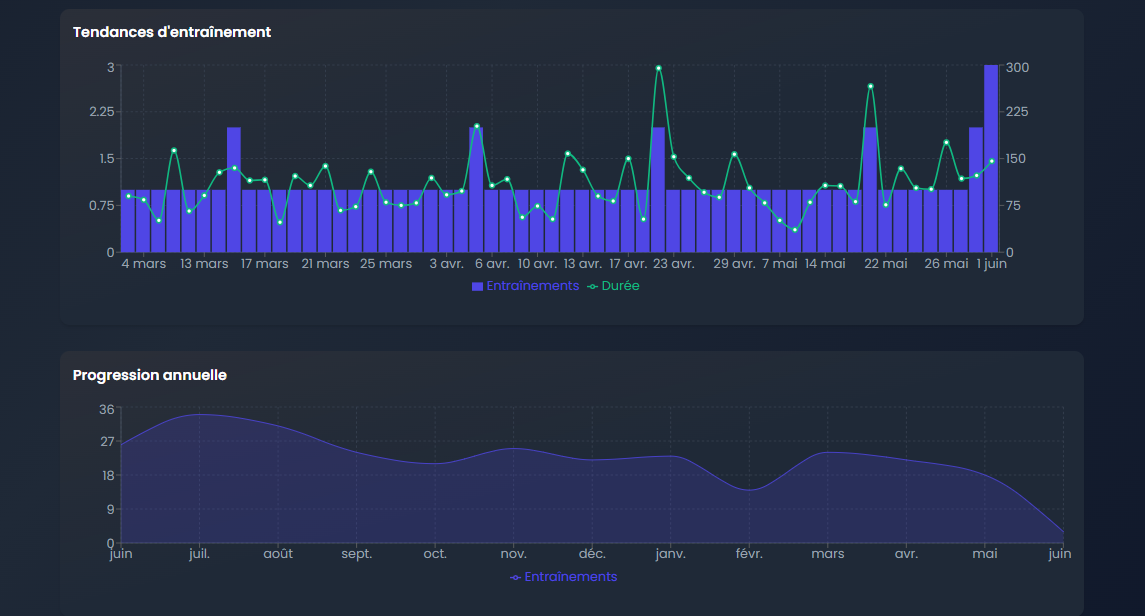 Tendances d'entraînement
3 300
2.25 225
1.5 150
0.75 75
0 0
4 mars 13 mars 17 mars 21 mars 25 mars 3 avr. 6 avr. 10 avr. 13 avr. 17 avr. 23 avr. 29 avr. 7 mai 14 mai 22 mai 26 mai 1 juin
Entraînements Durée
Progression annuelle
36
27
18
9
0
juin juil. août sept. oct. nov. déc. janv. févr. mars avr. mai juin
Entraînements